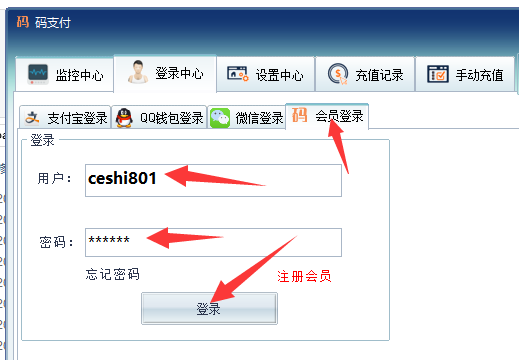 码 码支付
监控中心 登录中心 设置中心 充值记录 手动充值
支付宝登录 QQ钱包登录 微信登录 码 会员登录
登录
用户： ceshi801
密码： ******
忘记密码 注册会员
登录